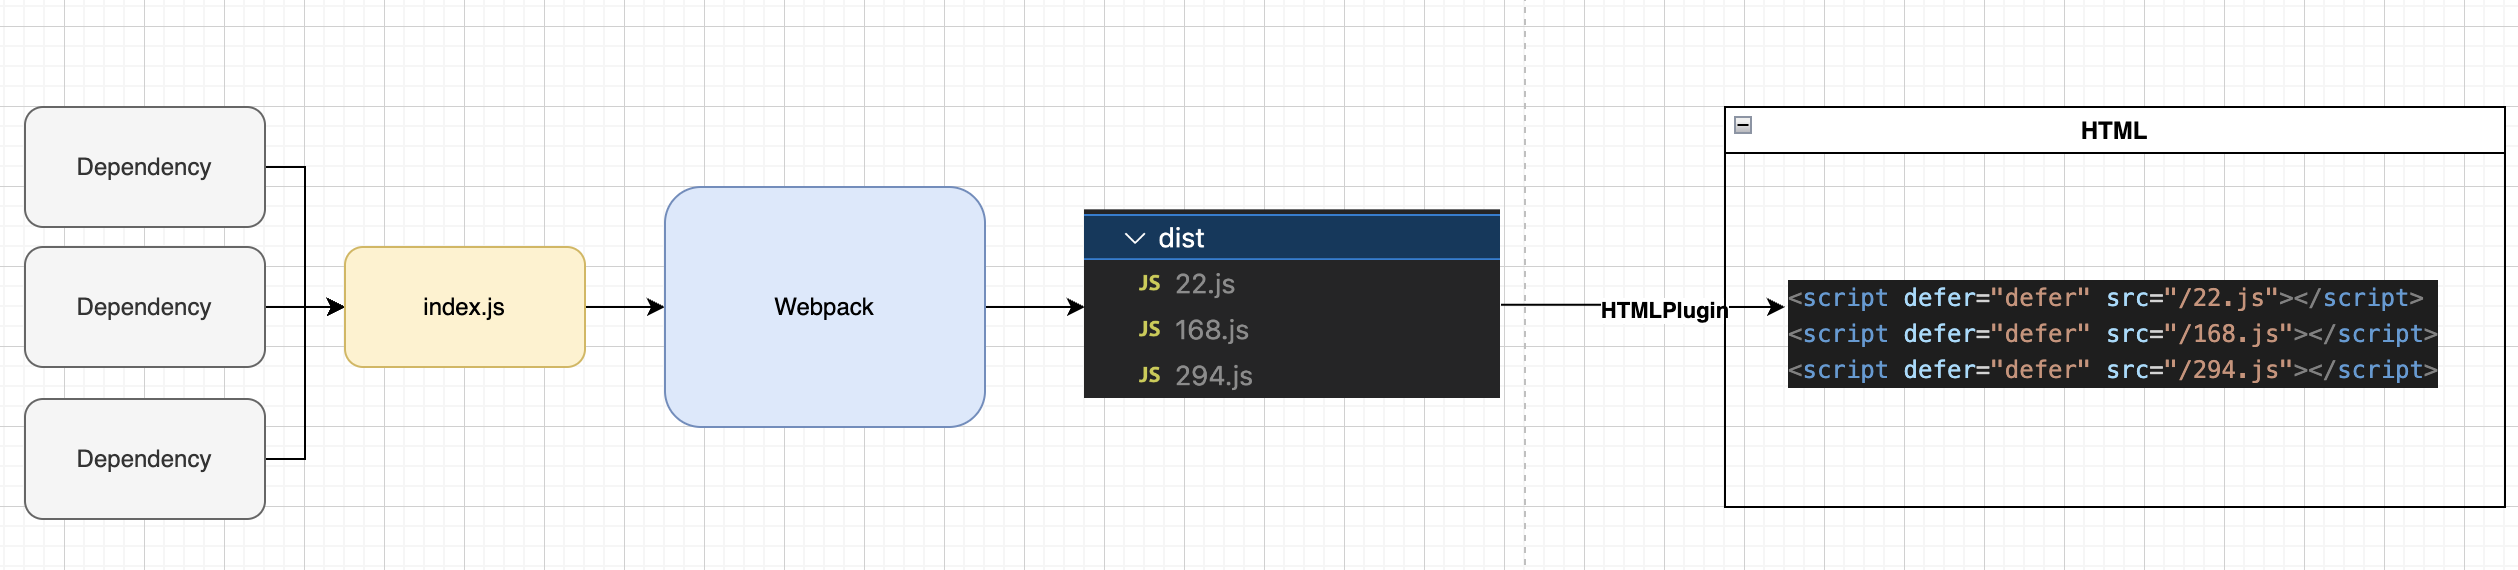 Dependency
Dependency
Dependency
index.js
Webpack
dist
JS 22.js
JS 168.js
JS 294.js
HTMLPlugin
HTML
<script defer="defer" src="/22.js"></script>
<script defer="defer" src="/168.js"></script>
<script defer="defer" src="/294.js"></script>